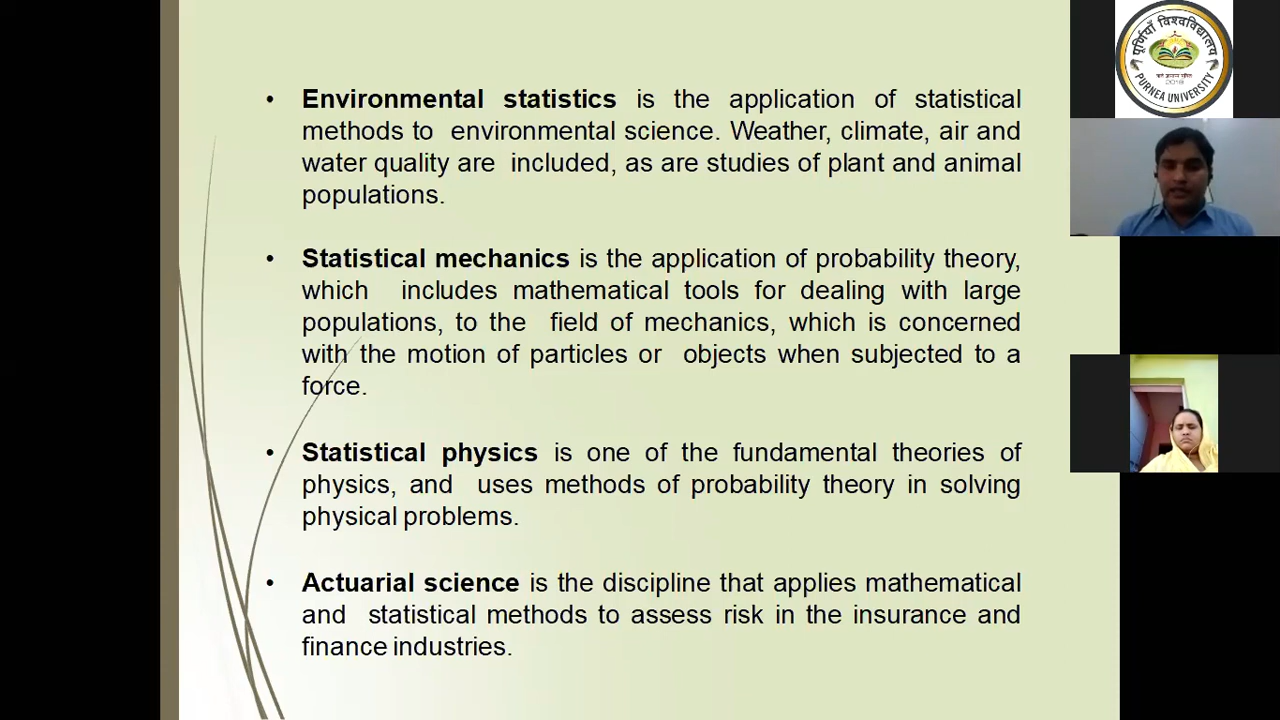 • Environmental statistics is the application of statistical
methods to environmental science. Weather, climate, air and
water quality are included, as are studies of plant and animal
populations.
• Statistical mechanics is the application of probability theory,
which includes mathematical tools for dealing with large
populations, to the field of mechanics, which is concerned
with the motion of particles or objects when subjected to a
force.
• Statistical physics is one of the fundamental theories of
physics, and uses methods of probability theory in solving
physical problems.
• Actuarial science is the discipline that applies mathematical
and statistical methods to assess risk in the insurance and
finance industries.
पूर्णियाँ विश्वविद्यालय
PURNEA UNIVERSITY